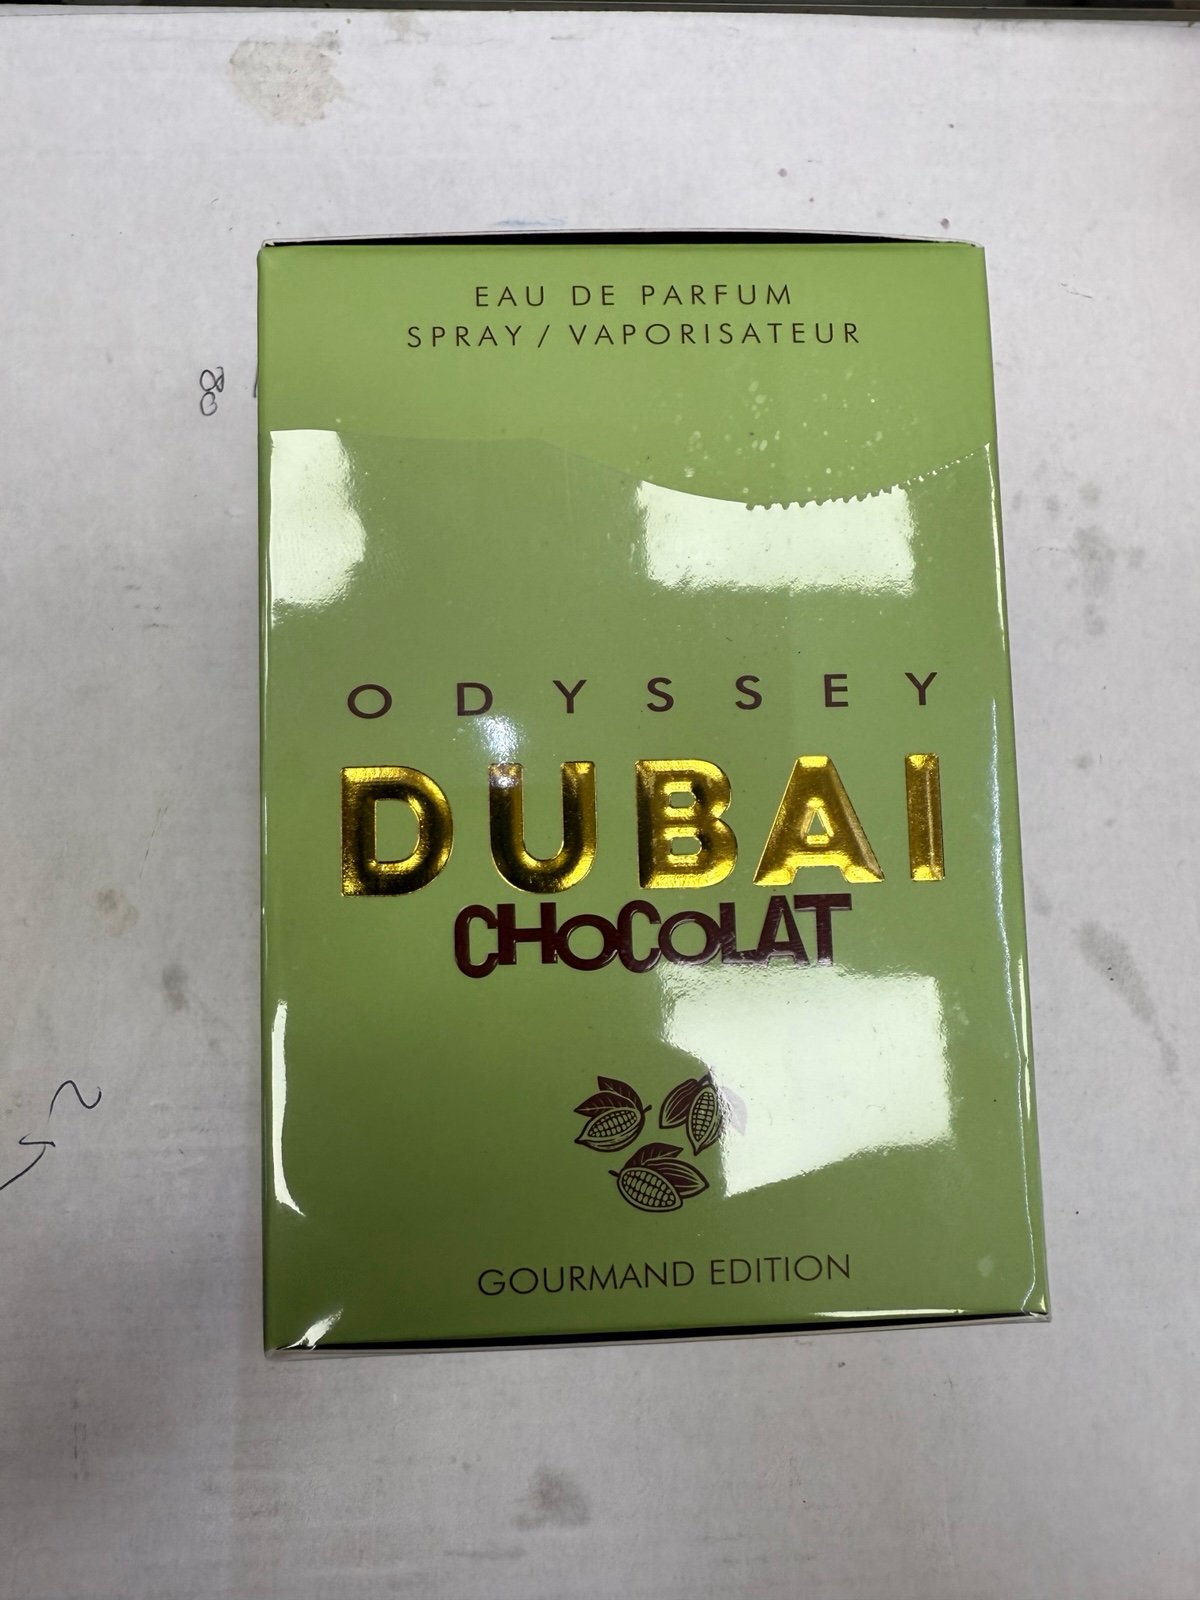 EAU DE PARFUM
SPRAY / VAPORISATEUR
ODYSSEY
DUBAI
CHOCOLAT
GOURMAND EDITION